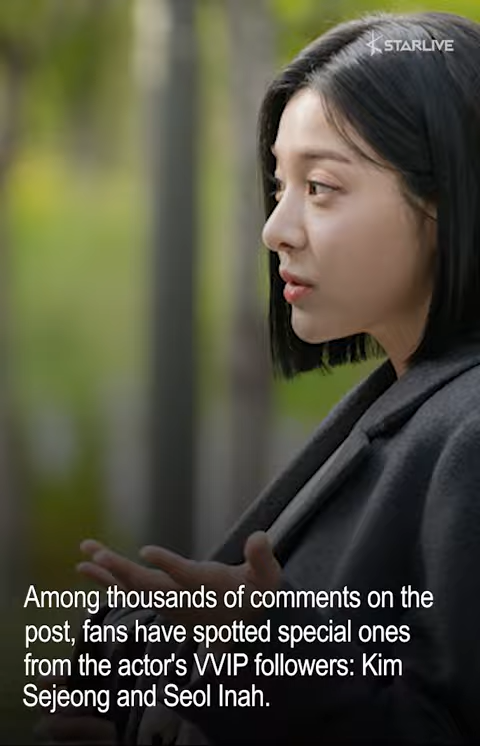 STARLIVE
Among thousands of comments on the
post, fans have spotted special ones
from the actor's VVIP followers: Kim
Sejeong and Seol Inah.